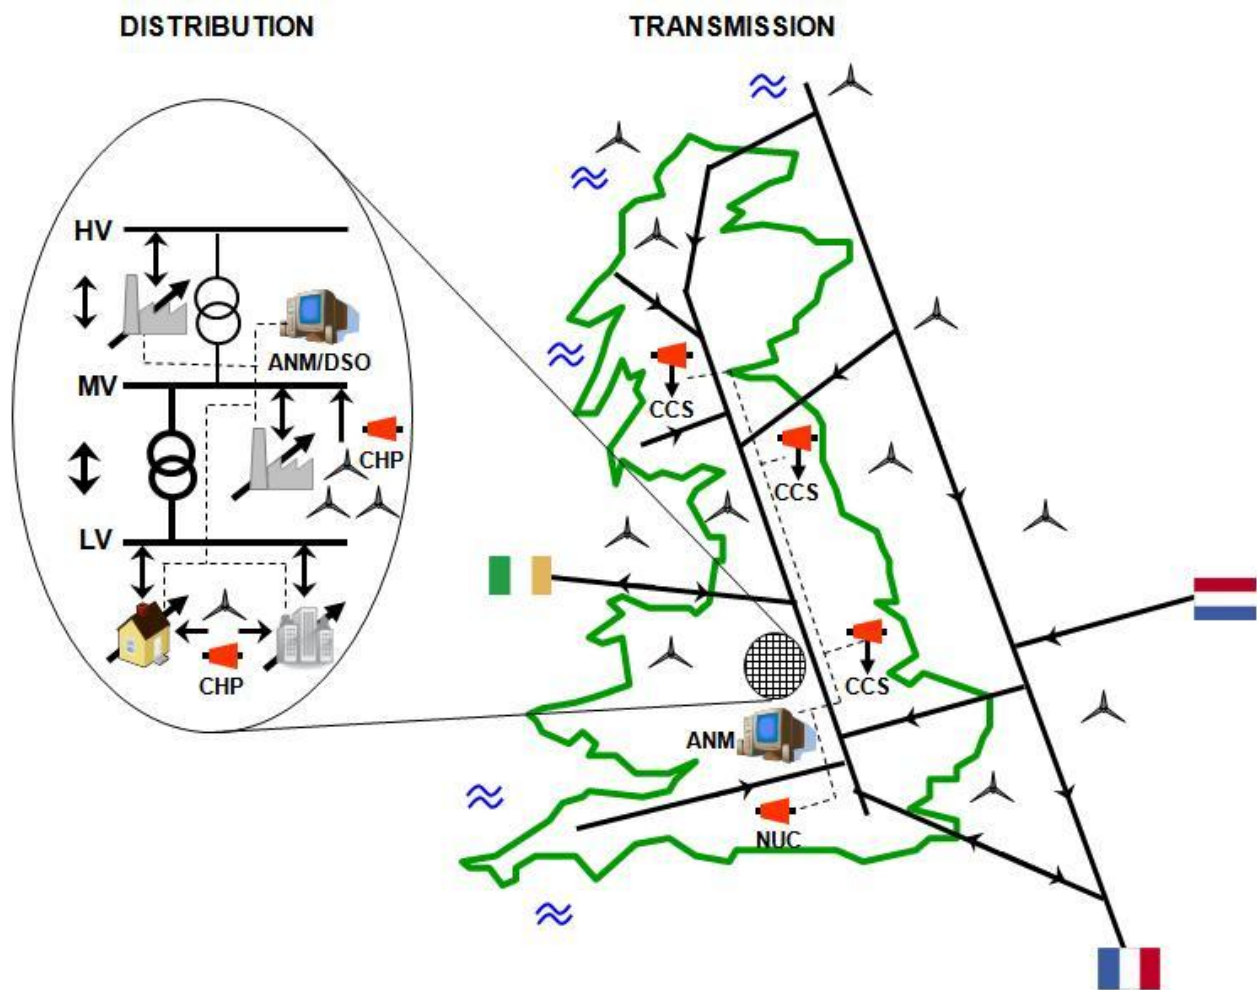 DISTRIBUTION
TRANSMISSION
HV
ANM/DSO
MV
CHP
LV
CHP
CCS
CCS
CCS
ANM
NUC